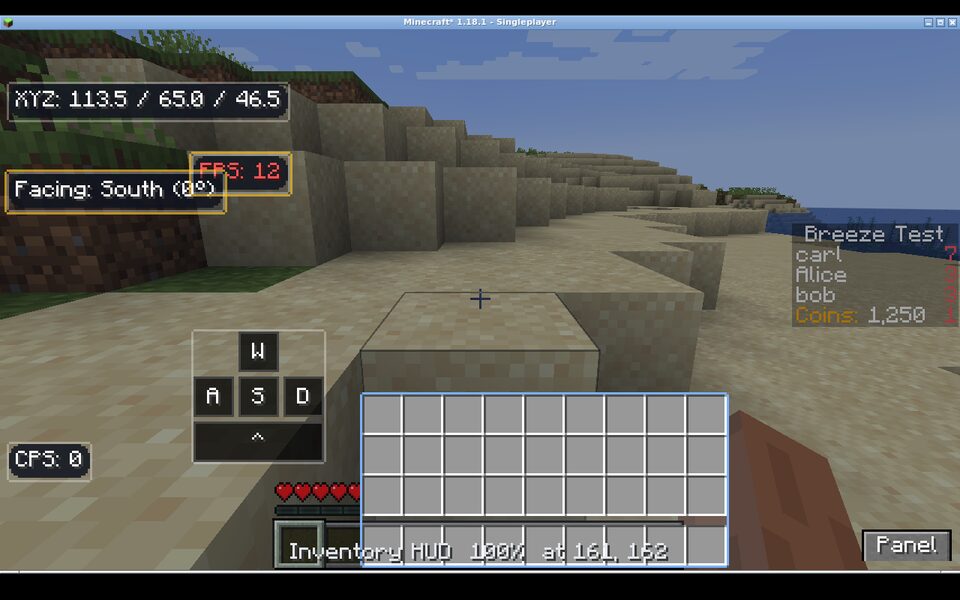 Minecraft* 1.18.1 - Singleplayer
XYZ: 113.5 / 65.0 / 46.5
FPS: 12
Facing: South (0°)
Breeze Test
carl 7
Alice
bob
Coins: 1,250
W
A S D
^
CPS: 0
Inventory HUD 100% at 161, 162
Panel